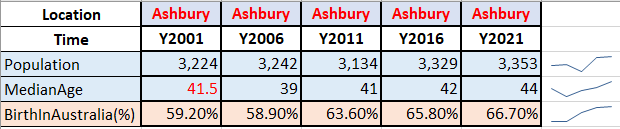 Location Ashbury Ashbury Ashbury Ashbury Ashbury
Time Y2001 Y2006 Y2011 Y2016 Y2021
Population 3,224 3,242 3,134 3,329 3,353
MedianAge 41.5 39 41 42 44
BirthInAustralia(%) 59.20% 58.90% 63.60% 65.80% 66.70%